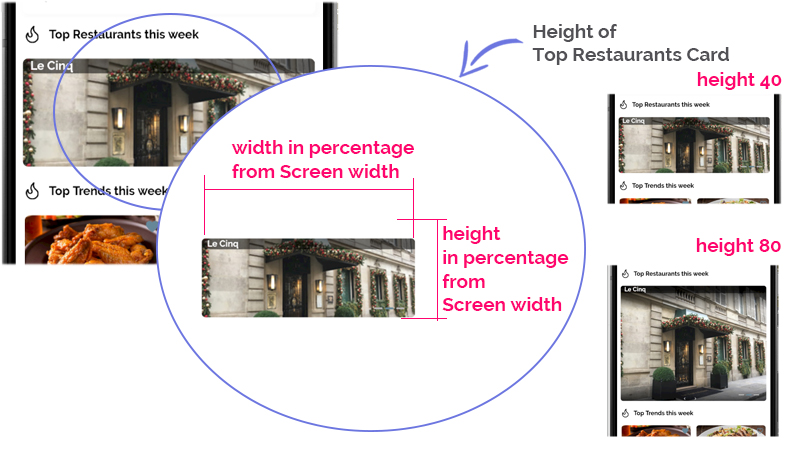 Top Restaurants this week
Le Cinq
Top Trends this week
Height of
Top Restaurants Card
width in percentage
from Screen width
Le Cinq
height
in percentage
from
Screen width
height 40
Top Restaurants this week
Le Cinq
Top Trends this week
height 80
Top Restaurants this week
Le Cinq
Top Trends this week